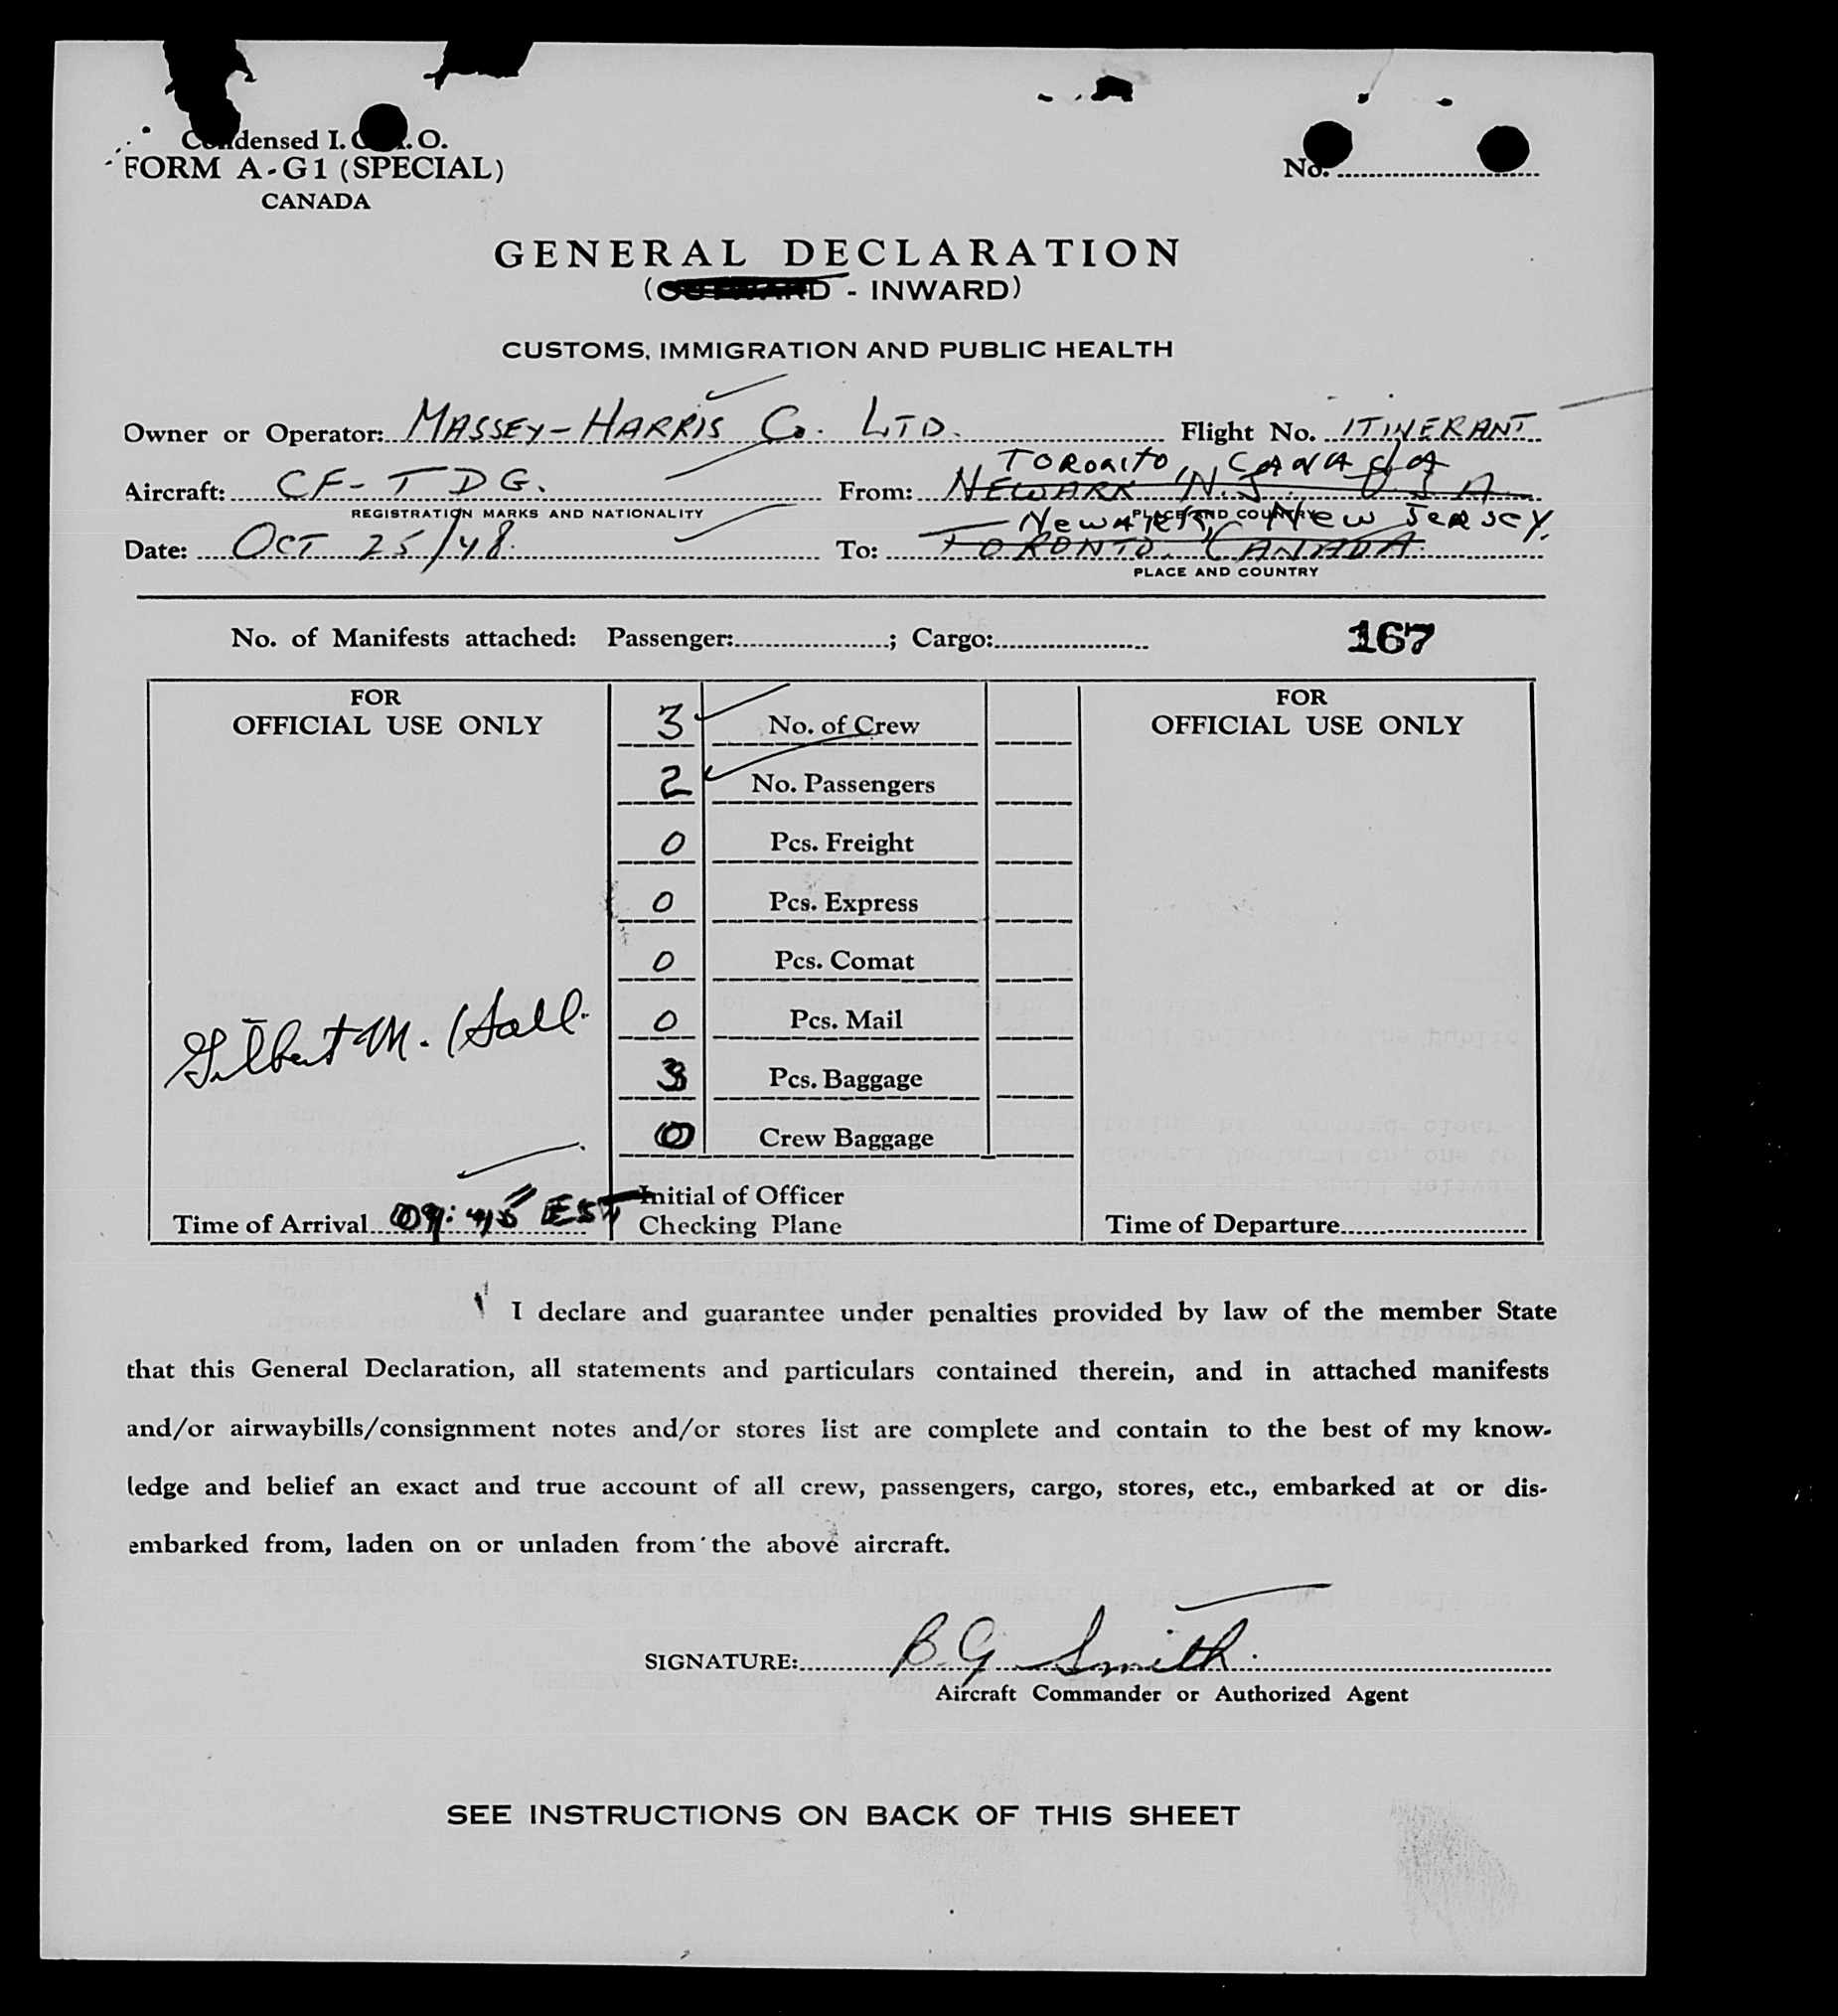 Condensed I.C.A.O.
FORM A-G1 (SPECIAL)
CANADA
No.
GENERAL DECLARATION
(OUTWARD - INWARD)
CUSTOMS, IMMIGRATION AND PUBLIC HEALTH
Owner or Operator: MASSEY-HARRIS Co. LTD. Flight No. ITINERANT
TORONTO, CANADA
Aircraft: CF-TDG. From: NEWARK N.J. USA
REGISTRATION MARKS AND NATIONALITY PLACE AND COUNTRY
Newark, New Jersey.
Date: OCT 25/48. To: TORONTO. CANADA.
PLACE AND COUNTRY
No. of Manifests attached: Passenger: ; Cargo: 167
FOR
OFFICIAL USE ONLY
3 No. of Crew
2 No. Passengers
0 Pcs. Freight
0 Pcs. Express
0 Pcs. Comat
0 Pcs. Mail
3 Pcs. Baggage
0 Crew Baggage
Gilbert M. Hall.
Time of Arrival 09:45 EST
Initial of Officer
Checking Plane
FOR
OFFICIAL USE ONLY
Time of Departure
I declare and guarantee under penalties provided by law of the member State
that this General Declaration, all statements and particulars contained therein, and in attached manifests
and/or airwaybills/consignment notes and/or stores list are complete and contain to the best of my know-
ledge and belief an exact and true account of all crew, passengers, cargo, stores, etc., embarked at or dis-
embarked from, laden on or unladen from the above aircraft.
SIGNATURE: B. G. Smith.
Aircraft Commander or Authorized Agent
SEE INSTRUCTIONS ON BACK OF THIS SHEET